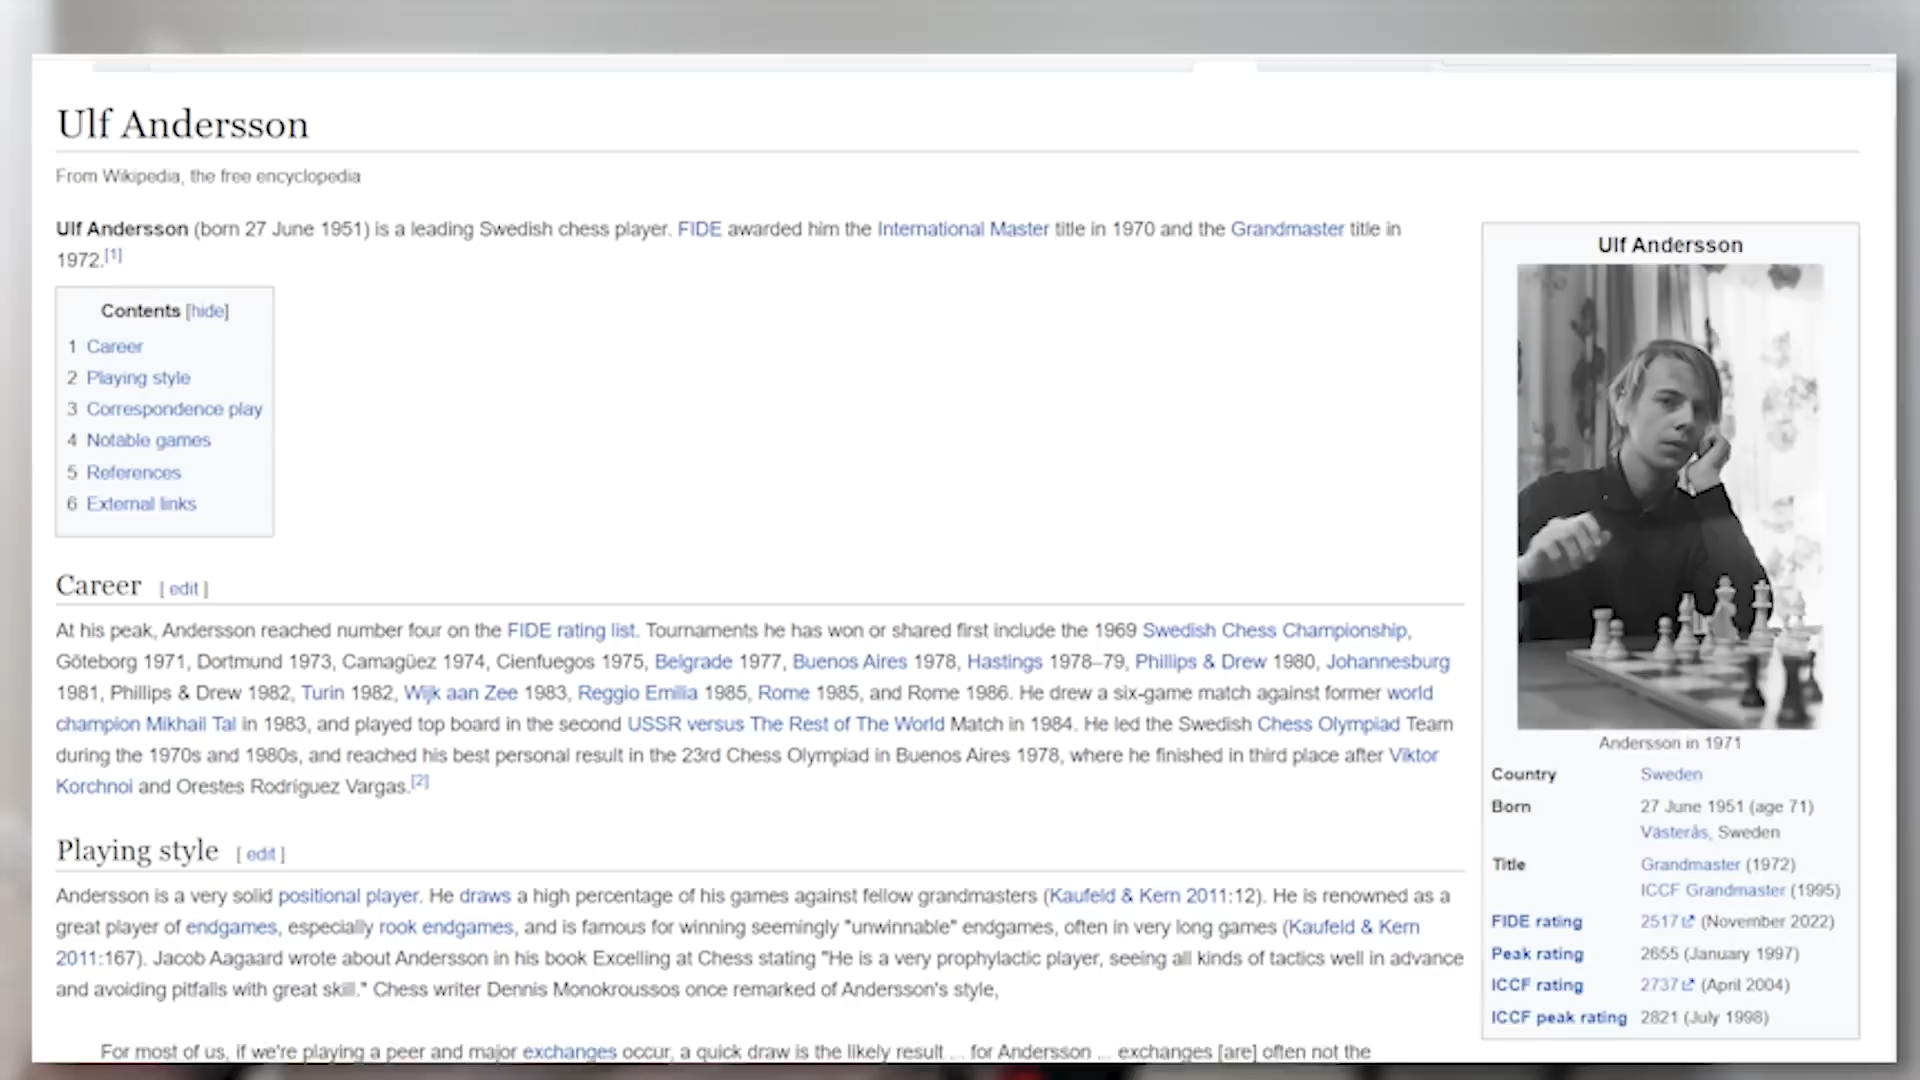 Ulf Andersson
From Wikipedia, the free encyclopedia
Ulf Andersson (born 27 June 1951) is a leading Swedish chess player. FIDE awarded him the International Master title in 1970 and the Grandmaster title in
1972.[1]
Contents [hide]
1 Career
2 Playing style
3 Correspondence play
4 Notable games
5 References
6 External links
Career [ edit ]
At his peak, Andersson reached number four on the FIDE rating list. Tournaments he has won or shared first include the 1969 Swedish Chess Championship,
Göteborg 1971, Dortmund 1973, Camagüez 1974, Cienfuegos 1975, Belgrade 1977, Buenos Aires 1978, Hastings 1978–79, Phillips & Drew 1980, Johannesburg
1981, Phillips & Drew 1982, Turin 1982, Wijk aan Zee 1983, Reggio Emilia 1985, Rome 1985, and Rome 1986. He drew a six-game match against former world
champion Mikhail Tal in 1983, and played top board in the second USSR versus The Rest of The World Match in 1984. He led the Swedish Chess Olympiad Team
during the 1970s and 1980s, and reached his best personal result in the 23rd Chess Olympiad in Buenos Aires 1978, where he finished in third place after Viktor
Korchnoi and Orestes Rodríguez Vargas.[2]
Playing style [ edit ]
Andersson is a very solid positional player. He draws a high percentage of his games against fellow grandmasters (Kaufeld & Kern 2011:12). He is renowned as a
great player of endgames, especially rook endgames, and is famous for winning seemingly "unwinnable" endgames, often in very long games (Kaufeld & Kern
2011:167). Jacob Aagaard wrote about Andersson in his book Excelling at Chess stating "He is a very prophylactic player, seeing all kinds of tactics well in advance
and avoiding pitfalls with great skill." Chess writer Dennis Monokroussos once remarked of Andersson's style,
For most of us, if we're playing a peer and major exchanges occur, a quick draw is the likely result ... for Andersson ... exchanges [are] often not the
Ulf Andersson
Andersson in 1971
Country Sweden
Born 27 June 1951 (age 71)
Västerås, Sweden
Title Grandmaster (1972)
ICCF Grandmaster (1995)
FIDE rating 2517 (November 2022)
Peak rating 2655 (January 1997)
ICCF rating 2737 (April 2004)
ICCF peak rating 2821 (July 1998)